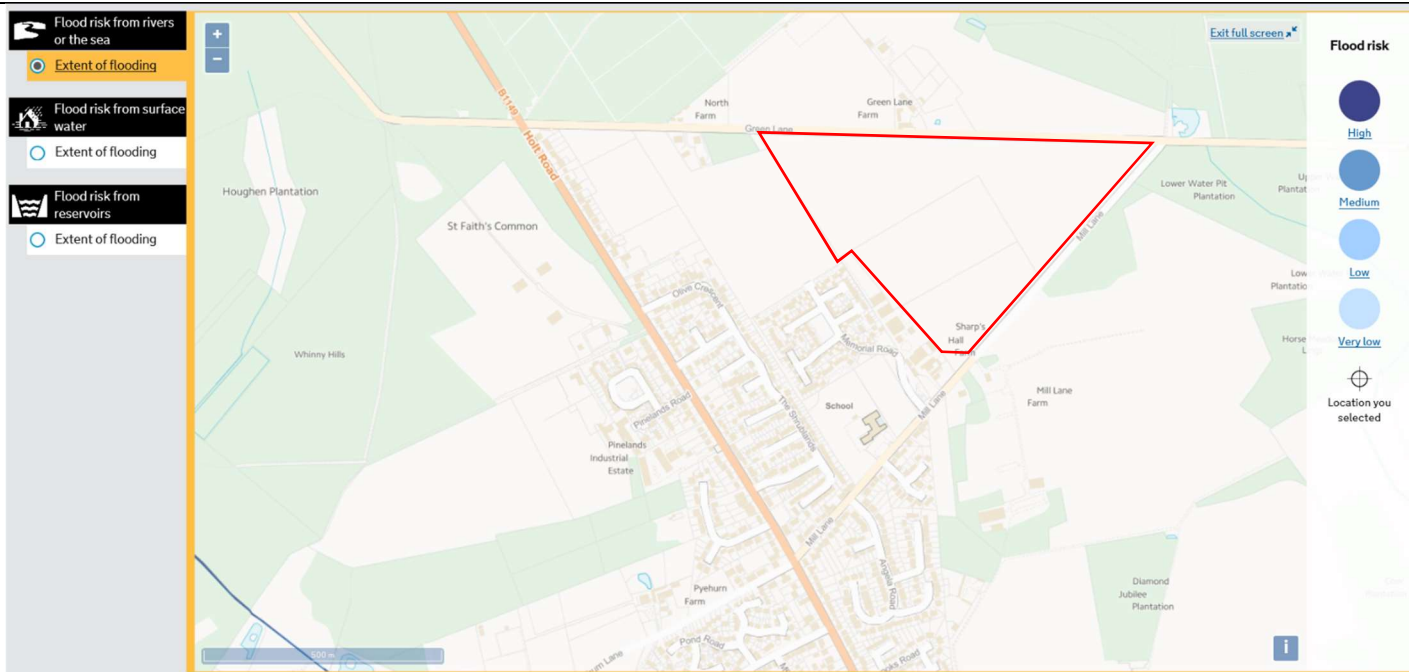 Flood risk from rivers
or the sea
Extent of flooding
Flood risk from surface
water
Extent of flooding
Flood risk from
reservoirs
Extent of flooding
+
−
Exit full screen
B1149
Holt Road
North
Farm
Green Lane
Farm
Green Lane
Houghen Plantation
St Faith's Common
Lower Water Pit
Plantation
Mill Lane
Olive Crescent
Whinny Hills
Memorial Road
Sharp's
Hall
Farm
Mill Lane
Farm
Pinelands Road
The Shrublands
School
Mill Lane
Pinelands
Industrial
Estate
Mill Lane
Angela Road
Pyehurn
Farm
Pond Road
Diamond
Jubilee
Plantation
500 m
i
Flood risk
High
Medium
Low
Very low
Location you
selected